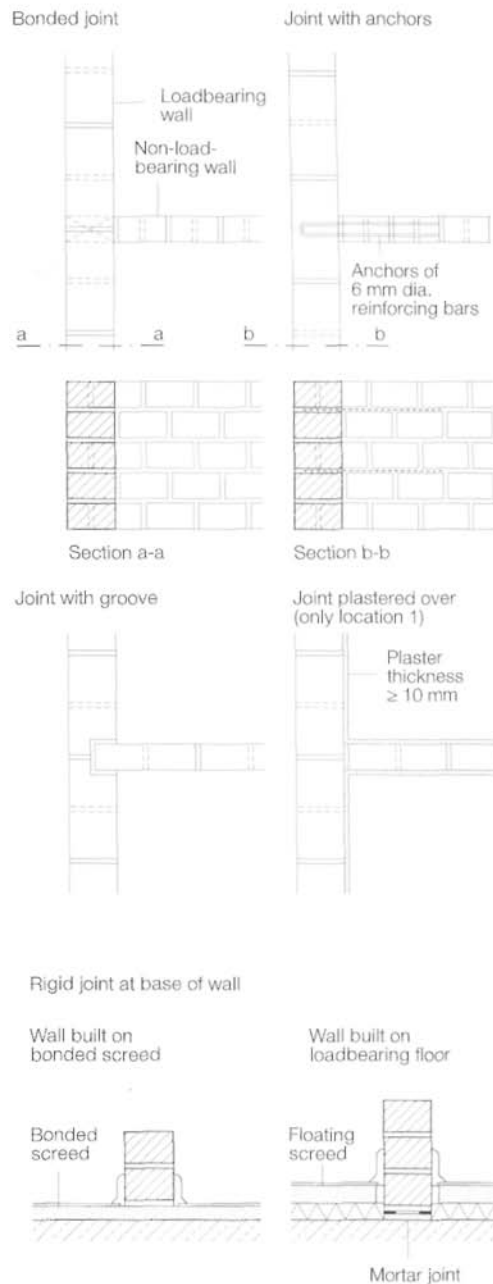 Bonded joint
Joint with anchors
Loadbearing
wall
Non-load-
bearing wall
Anchors of
6 mm dia.
reinforcing bars
a
a
b
b
Section a-a
Section b-b
Joint with groove
Joint plastered over
(only location 1)
Plaster
thickness
≥ 10 mm
Rigid joint at base of wall
Wall built on
bonded screed
Wall built on
loadbearing floor
Bonded
screed
Floating
screed
Mortar joint